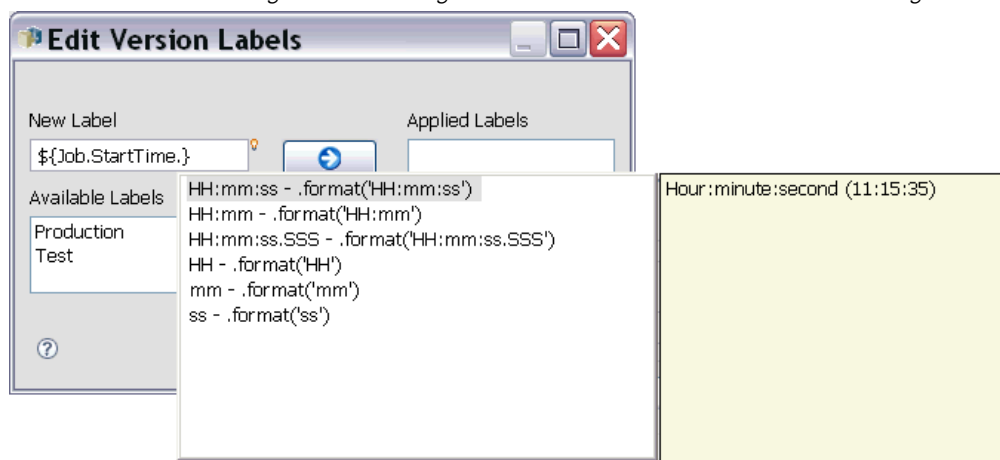 Edit Version Labels
New Label
Applied Labels
${Job.StartTime.}
Available Labels
Production
Test
HH:mm:ss - .format('HH:mm:ss')
HH:mm - .format('HH:mm')
HH:mm:ss.SSS - .format('HH:mm:ss.SSS')
HH - .format('HH')
mm - .format('mm')
ss - .format('ss')
Hour:minute:second (11:15:35)
?